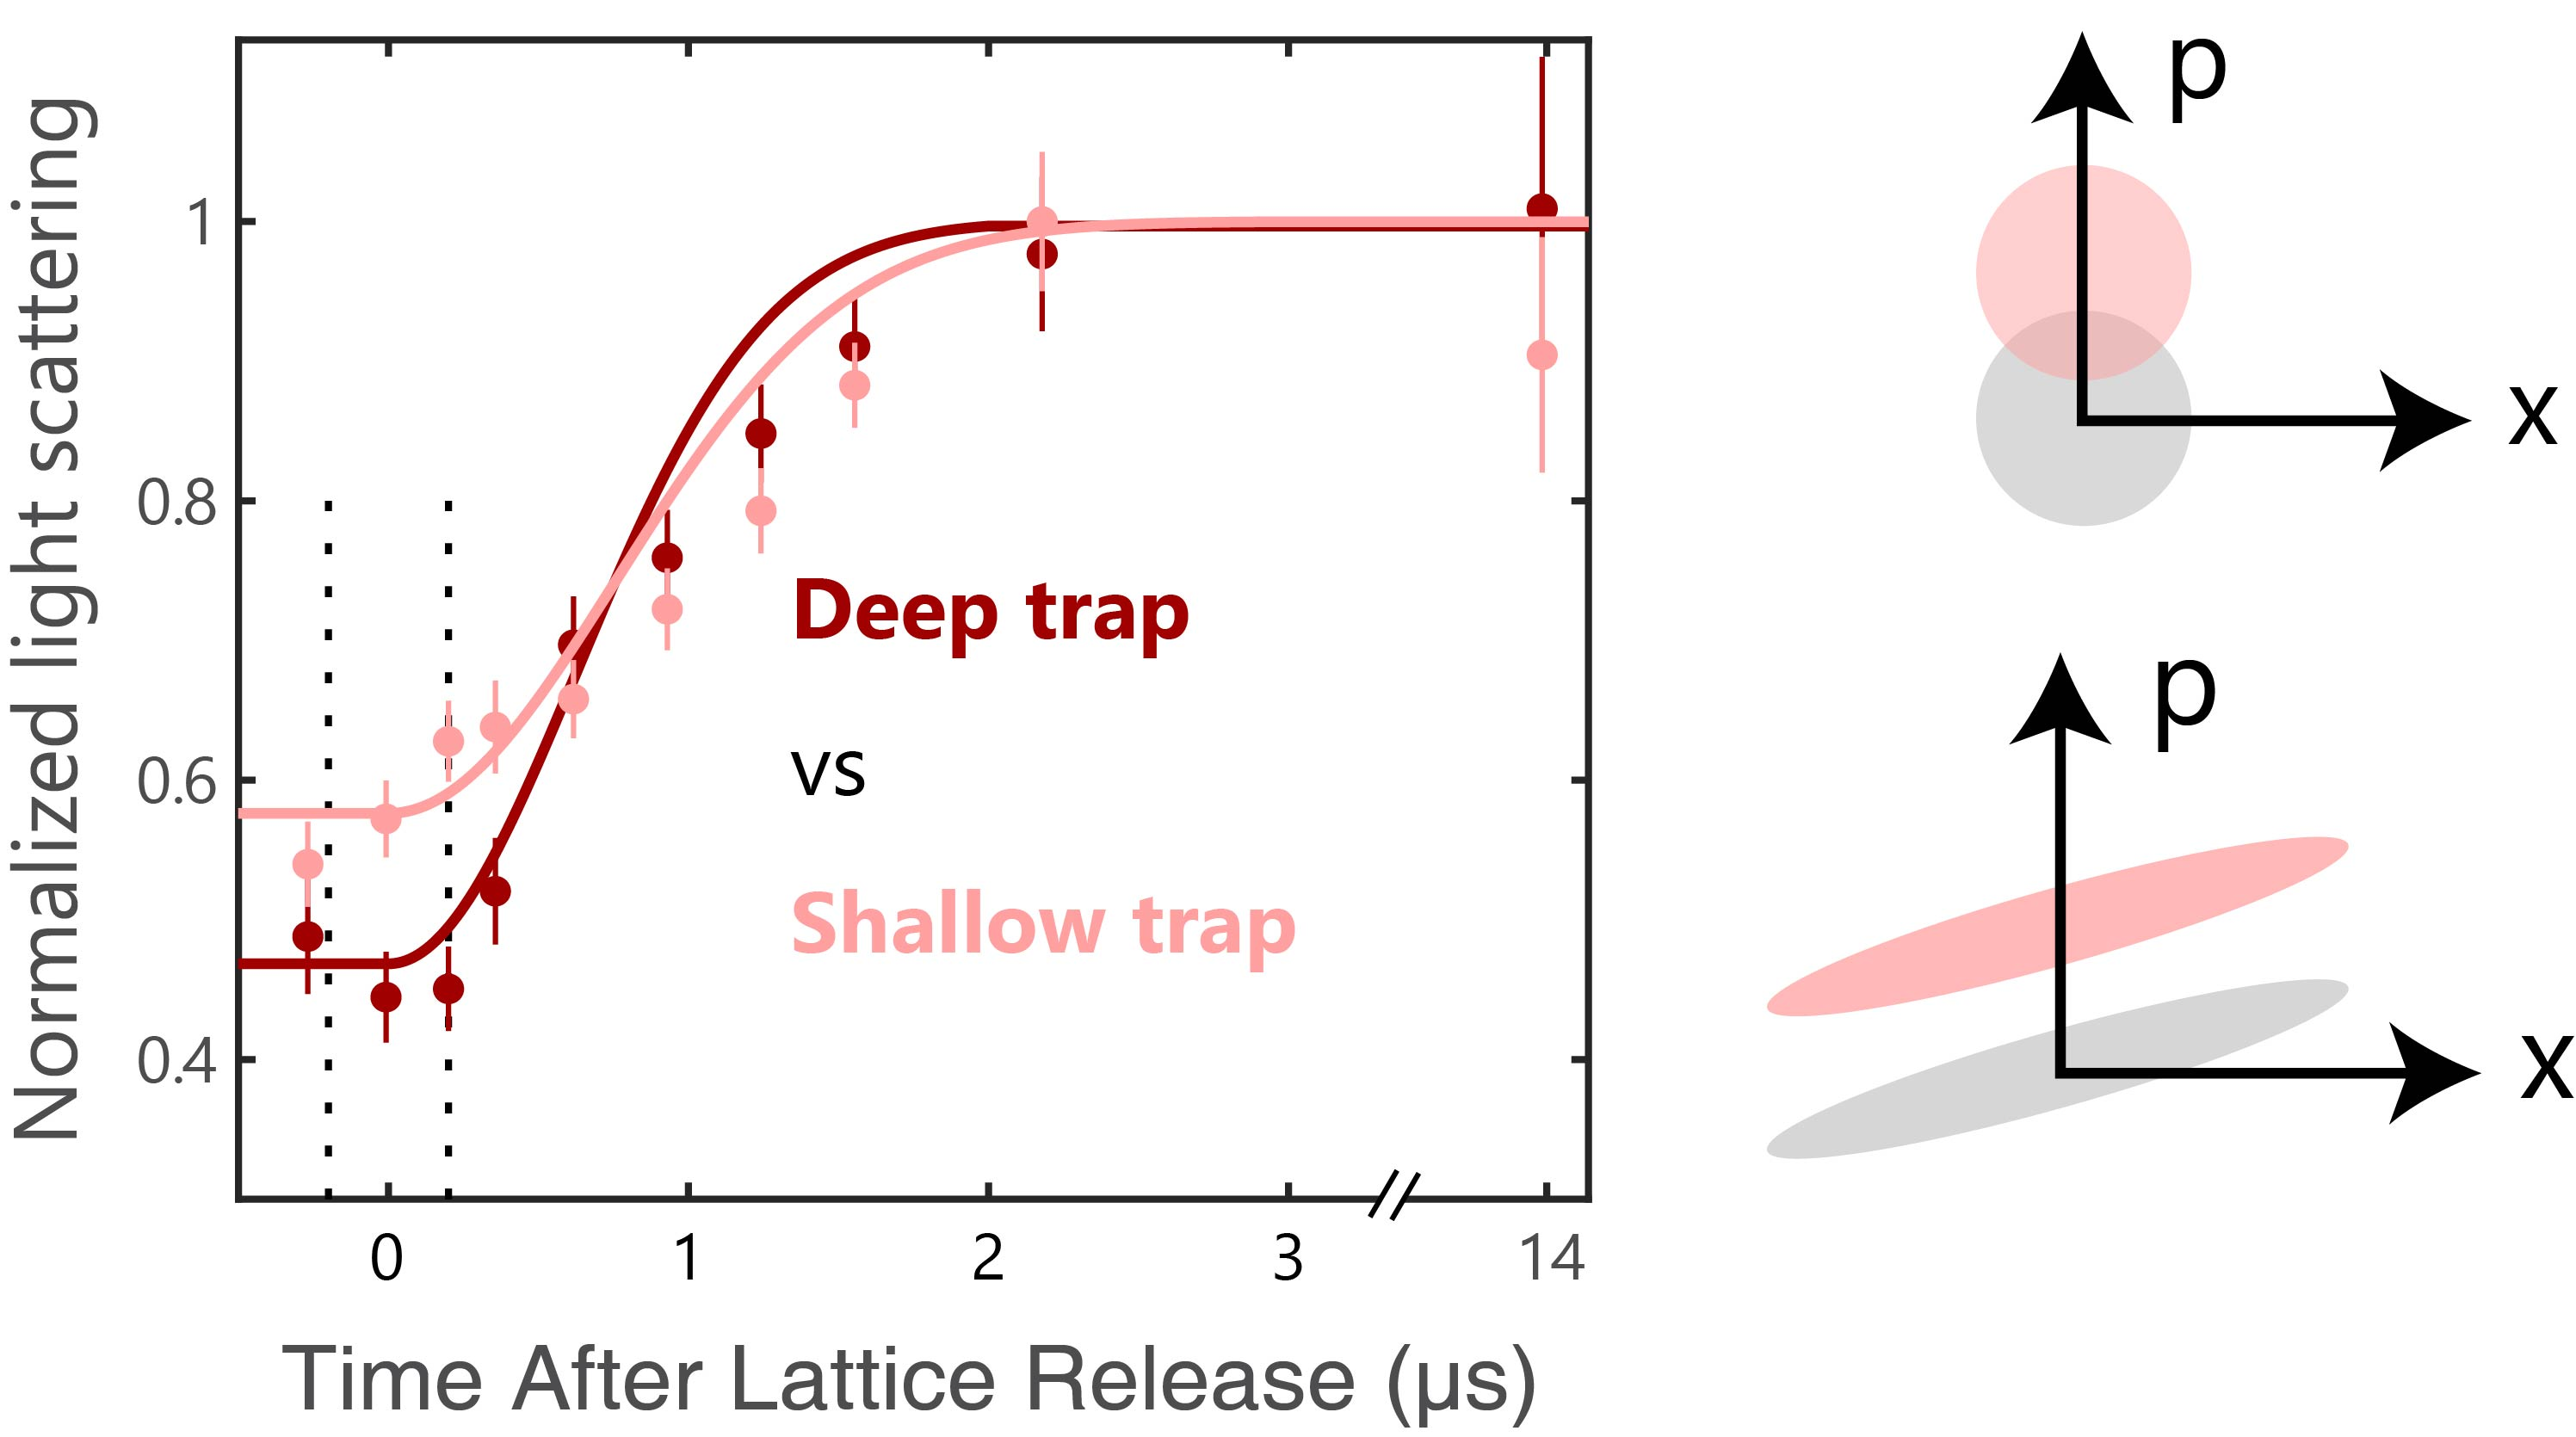 Normalized light scattering
1
0.8
0.6
0.4
Deep trap
vs
Shallow trap
0
1
2
3
14
Time After Lattice Release (μs)
p
x
p
x